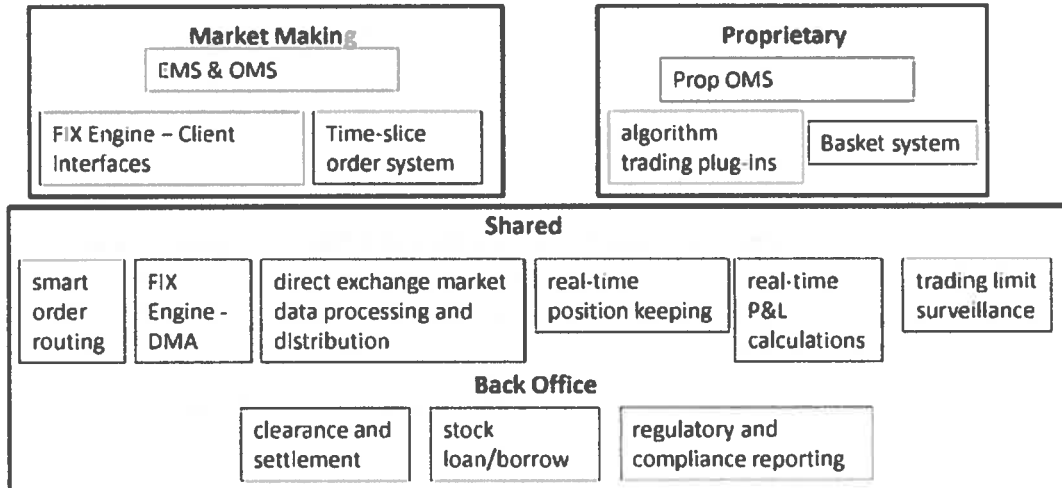 Market Making
EMS & OMS
FIX Engine – Client
Interfaces
Time-slice
order system
Proprietary
Prop OMS
algorithm
trading plug-ins
Basket system
Shared
smart
order
routing
FIX
Engine -
DMA
direct exchange market
data processing and
distribution
real-time
position keeping
real-time
P&L
calculations
trading limit
surveillance
Back Office
clearance and
settlement
stock
loan/borrow
regulatory and
compliance reporting